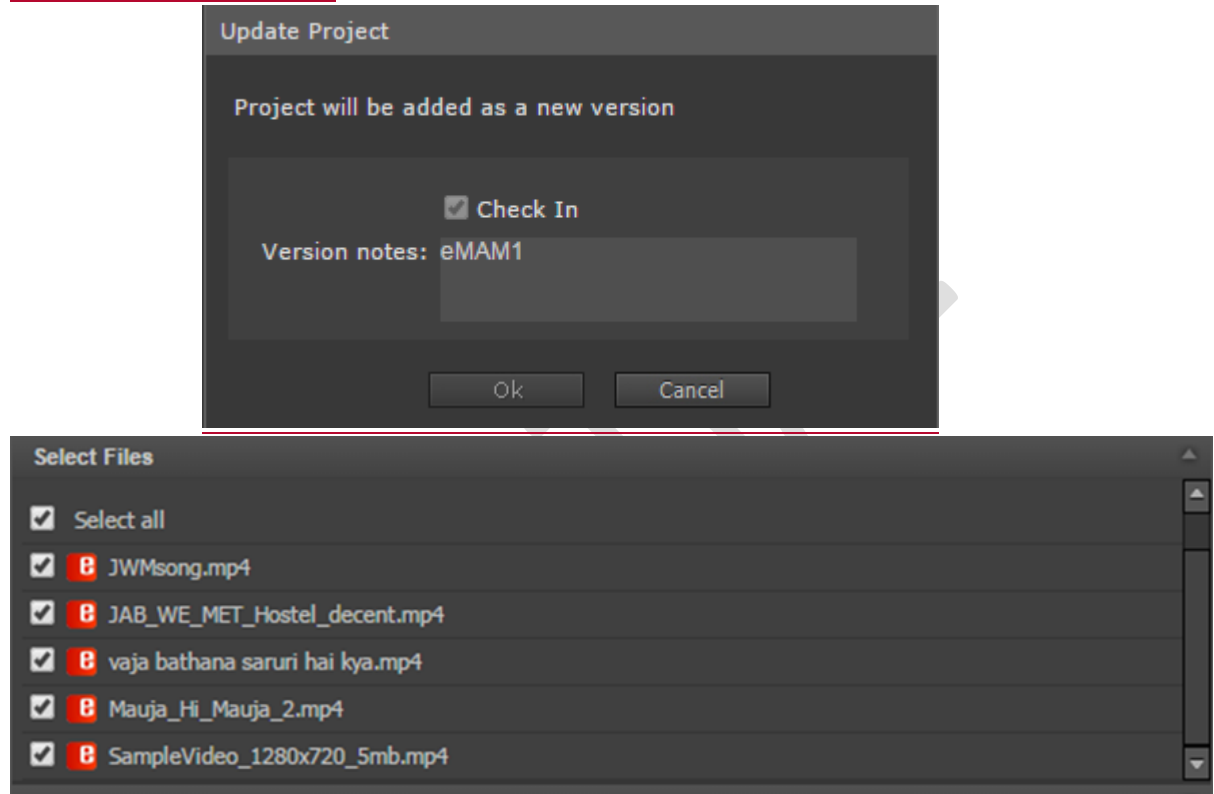 Update Project
Project will be added as a new version
Check In
Version notes: eMAM1
Ok Cancel
Select Files
Select all
JWMsong.mp4
JAB_WE_MET_Hostel_decent.mp4
vaja bathana saruri hai kya.mp4
Mauja_Hi_Mauja_2.mp4
SampleVideo_1280x720_5mb.mp4